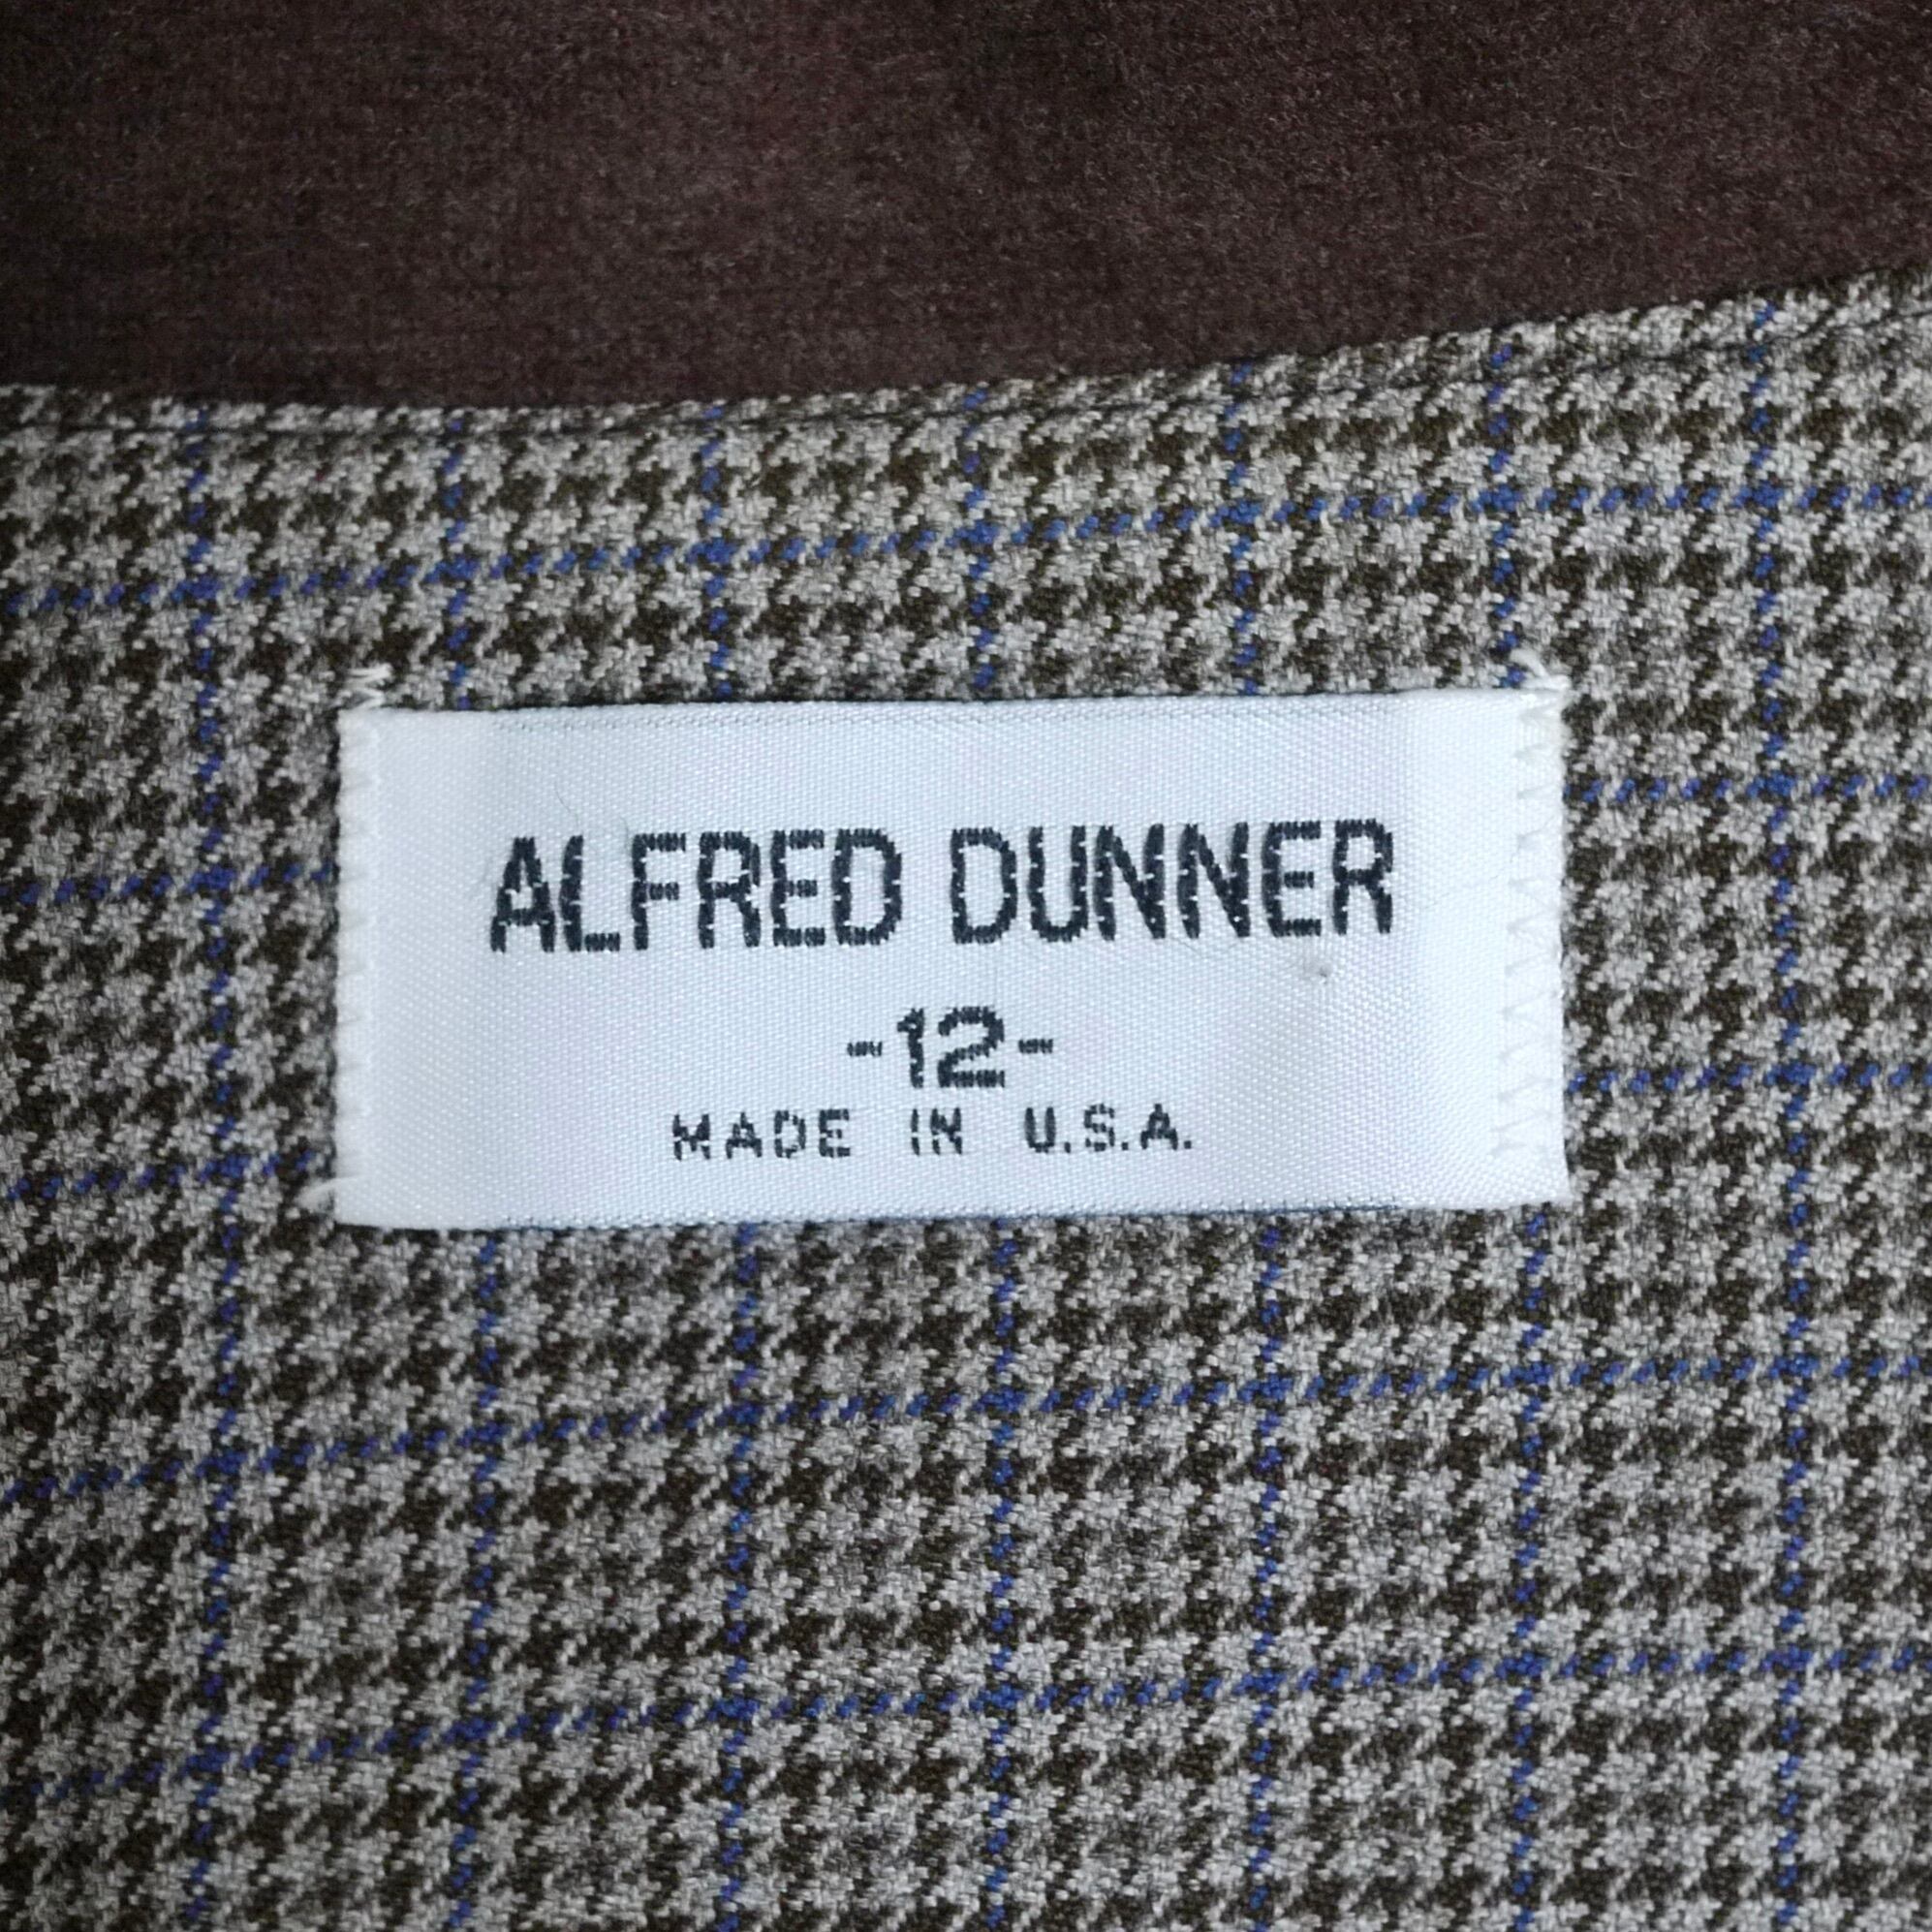 ALFRED DUNNER
-12-
MADE IN U.S.A.